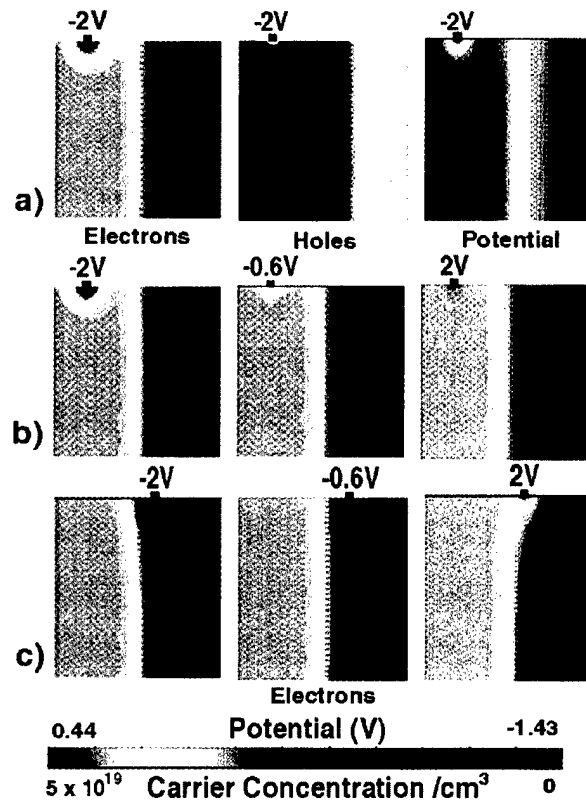 -2V -2V -2V
a)
Electrons Holes Potential
-2V -0.6V 2V
b)
-2V -0.6V 2V
c)
Electrons
0.44 Potential (V) -1.43
5 x 10¹⁹ Carrier Concentration /cm³ 0